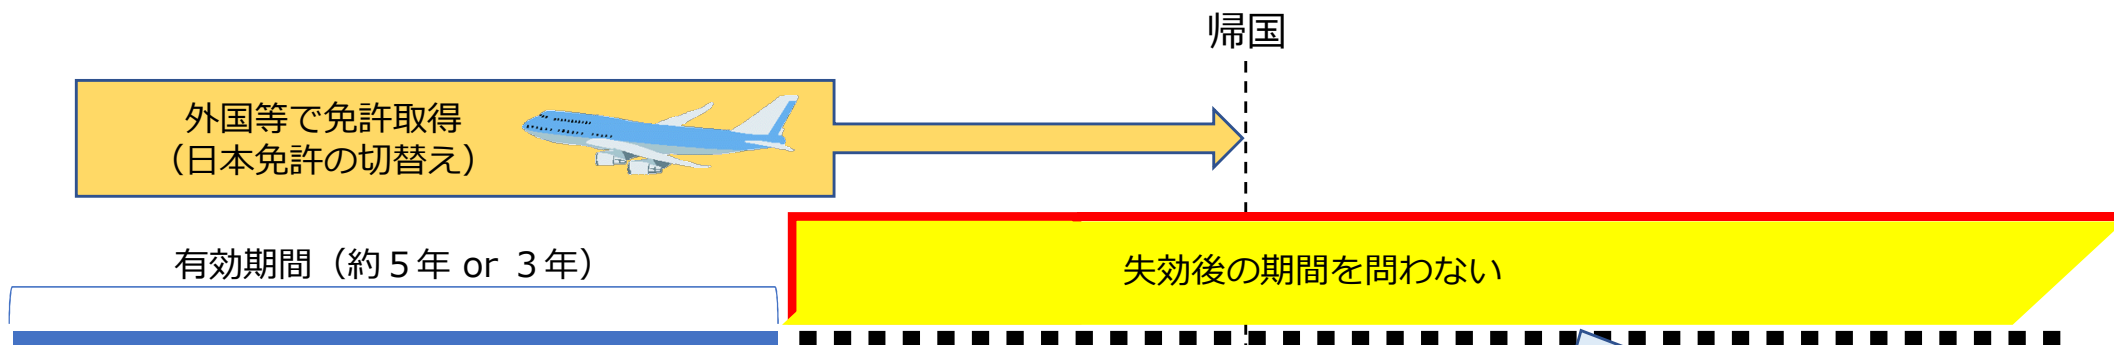 帰国
外国等で免許取得
（日本免許の切替え）
有効期間（約５年 or ３年）
失効後の期間を問わない